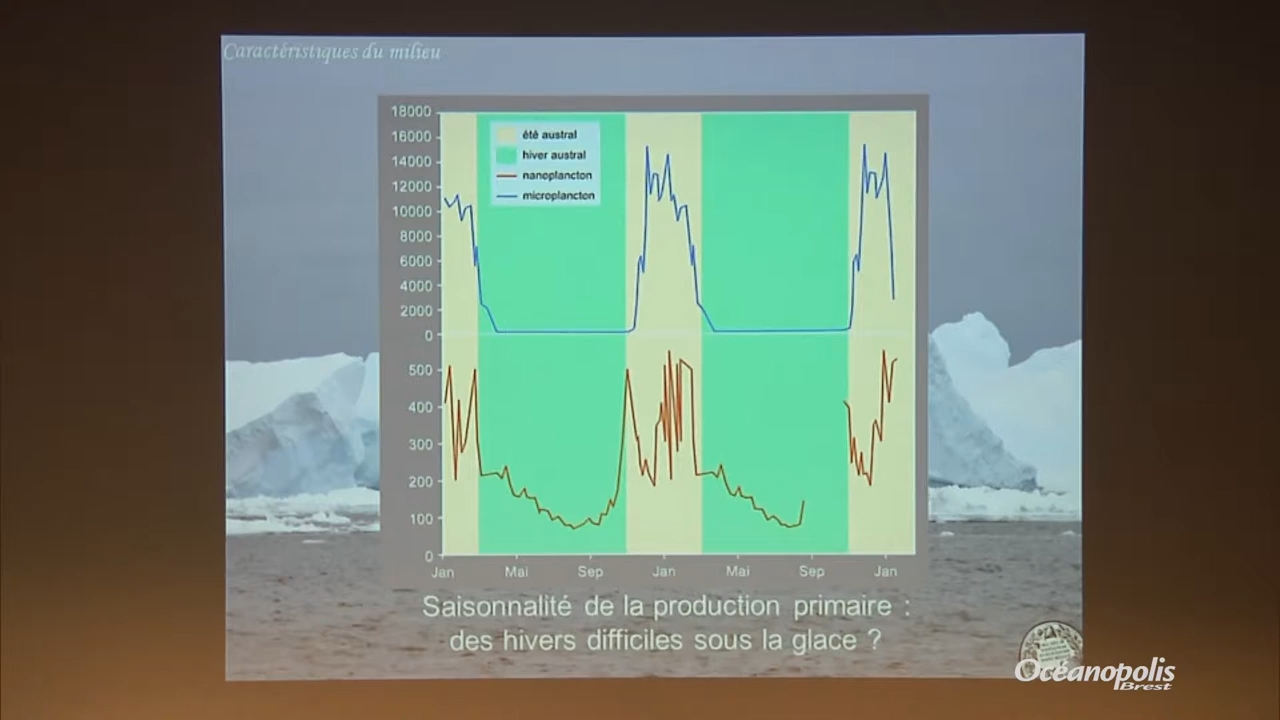 Caractéristiques du milieu
18000
16000
14000
12000
10000
8000
6000
4000
2000
0
été austral
hiver austral
nanoplancton
microplancton
500
400
300
200
100
0
Jan Mai Sep Jan Mai Sep Jan
Saisonnalité de la production primaire :
des hivers difficiles sous la glace ?
Océanopolis
Brest